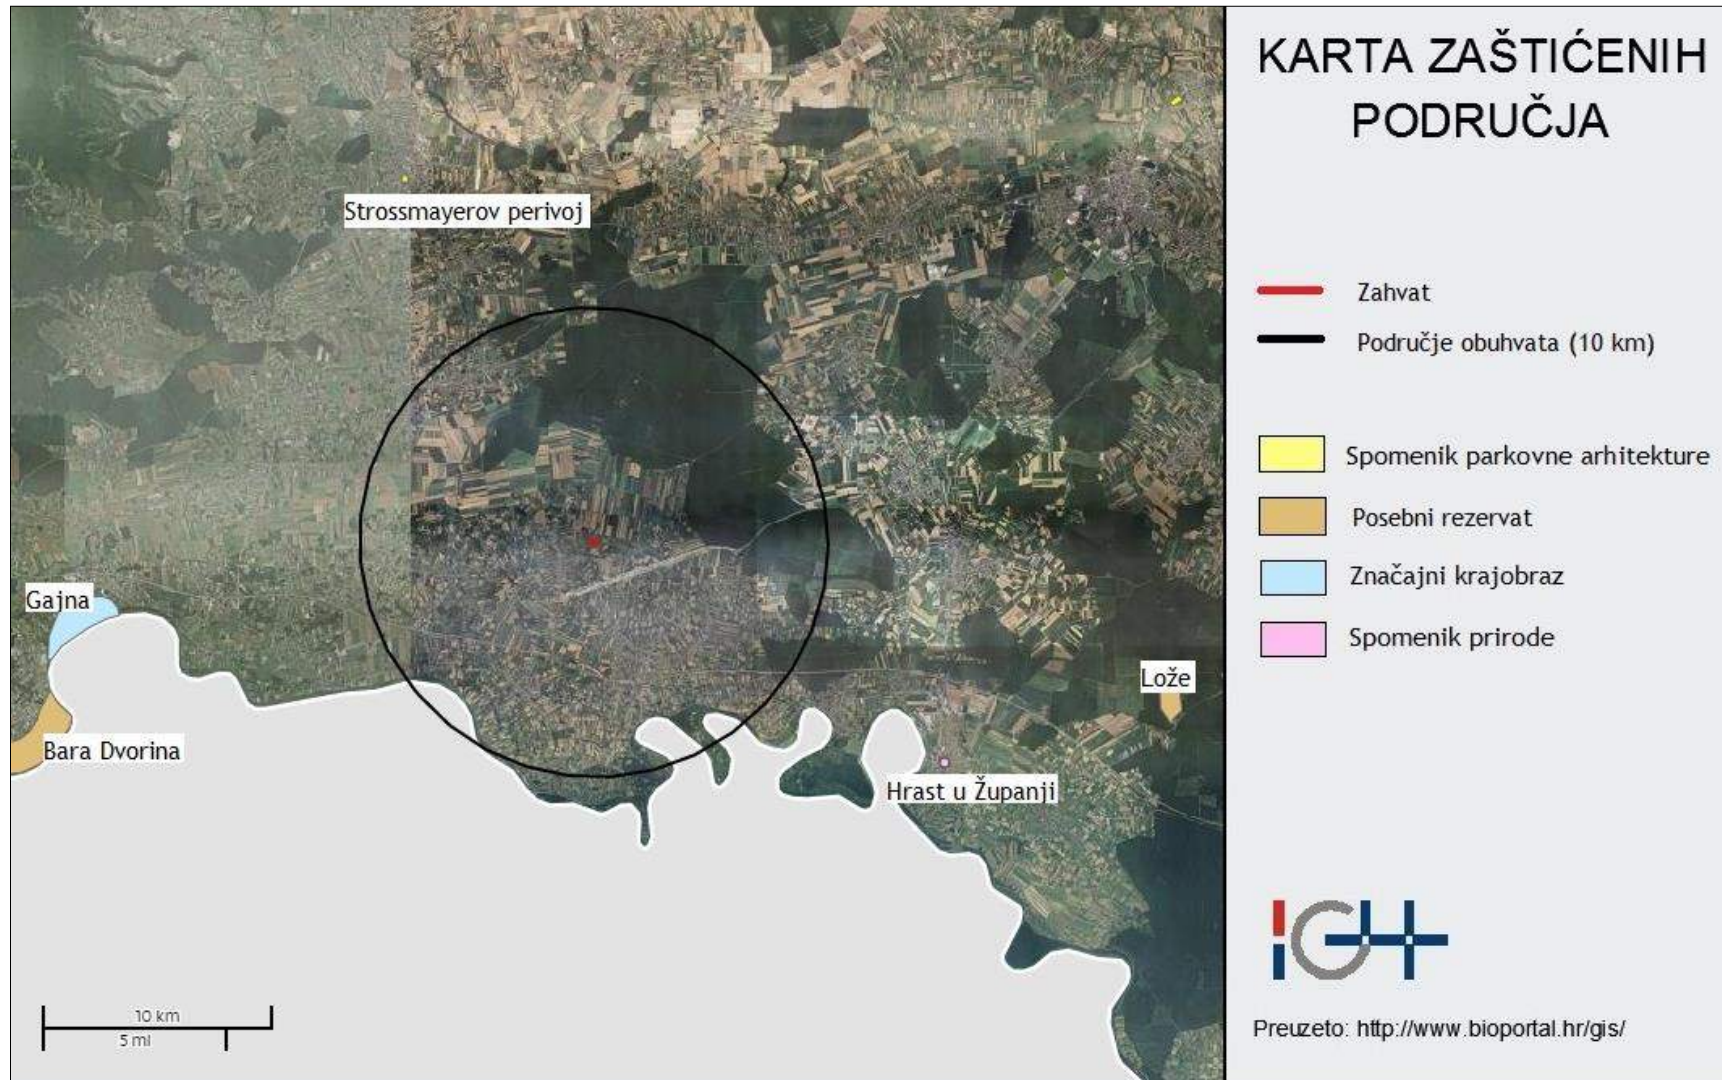 KARTA ZAŠTIĆENIH
PODRUČJA
Strossmayerov perivoj
Zahvat
Područje obuhvata (10 km)
Spomenik parkovne arhitekture
Posebni rezervat
Značajni krajobraz
Spomenik prirode
Gajna
Lože
Bara Dvorina
Hrast u Županji
IGH
10 km
5 mi
Preuzeto: http://www.bioportal.hr/gis/